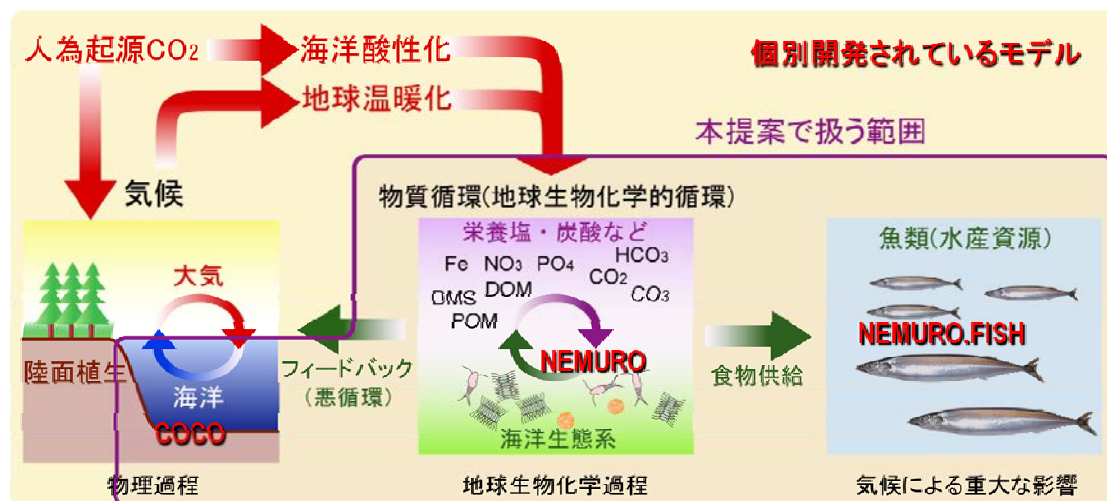 人為起源CO₂
海洋酸性化
個別開発されているモデル
地球温暖化
本提案で扱う範囲
気候
物質循環(地球生物化学的循環)
栄養塩・炭酸など
魚類(水産資源)
Fe NO₃ PO₄ HCO₃
CO₂
DMS DOM CO₃
POM
大気
NEMURO
NEMURO.FISH
陸面植生
海洋
フィードバック
(悪循環)
食物供給
COCO
海洋生態系
物理過程
地球生物化学過程
気候による重大な影響